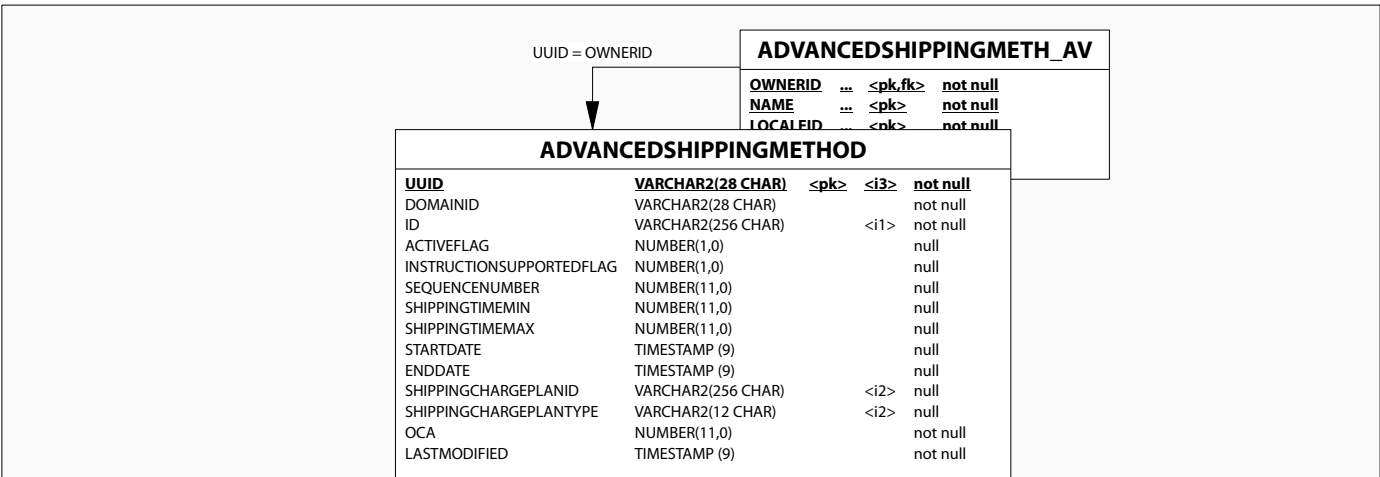 UUID = OWNERID
ADVANCEDSHIPPINGMETH_AV
OWNERID ... <pk,fk> not null
NAME ... <pk> not null
LOCALEID ... <pk> not null
ADVANCEDSHIPPINGMETHOD
UUID VARCHAR2(28 CHAR) <pk> <i3> not null
DOMAINID VARCHAR2(28 CHAR) not null
ID VARCHAR2(256 CHAR) <i1> not null
ACTIVEFLAG NUMBER(1,0) null
INSTRUCTIONSUPPORTEDFLAG NUMBER(1,0) null
SEQUENCENUMBER NUMBER(11,0) null
SHIPPINGTIMEMIN NUMBER(11,0) null
SHIPPINGTIMEMAX NUMBER(11,0) null
STARTDATE TIMESTAMP (9) null
ENDDATE TIMESTAMP (9) null
SHIPPINGCHARGEPLANID VARCHAR2(256 CHAR) <i2> null
SHIPPINGCHARGEPLANTYPE VARCHAR2(12 CHAR) <i2> null
OCA NUMBER(11,0) not null
LASTMODIFIED TIMESTAMP (9) not null